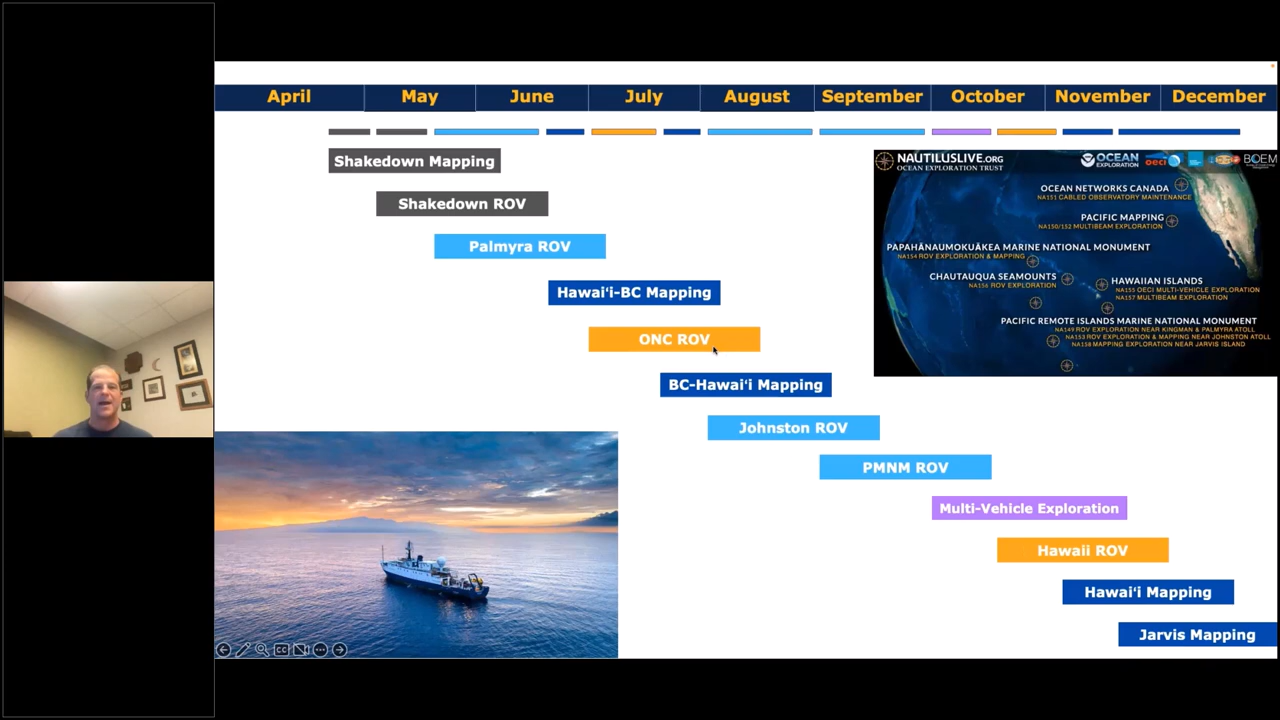 April May June July August September October November December
Shakedown Mapping
Shakedown ROV
Palmyra ROV
Hawaiʻi-BC Mapping
ONC ROV
BC-Hawaiʻi Mapping
Johnston ROV
PMNM ROV
Multi-Vehicle Exploration
Hawaii ROV
Hawaiʻi Mapping
Jarvis Mapping
NAUTILUSLIVE.ORG
OCEAN EXPLORATION TRUST
OCEAN
EXPLORATION
oeci
BOEM
OCEAN NETWORKS CANADA
NA151 CABLED OBSERVATORY MAINTENANCE
PACIFIC MAPPING
NA150/152 MULTIBEAM EXPLORATION
PAPAHĀNAUMOKUĀKEA MARINE NATIONAL MONUMENT
NA154 ROV EXPLORATION & MAPPING
CHAUTAUQUA SEAMOUNTS
NA156 ROV EXPLORATION
HAWAIIAN ISLANDS
NA155 OECI MULTI-VEHICLE EXPLORATION
NA157 MULTIBEAM EXPLORATION
PACIFIC REMOTE ISLANDS MARINE NATIONAL MONUMENT
NA149 ROV EXPLORATION NEAR KINGMAN & PALMYRA ATOLL
NA153 ROV EXPLORATION & MAPPING NEAR JOHNSTON ATOLL
NA158 MAPPING EXPLORATION NEAR JARVIS ISLAND
CC